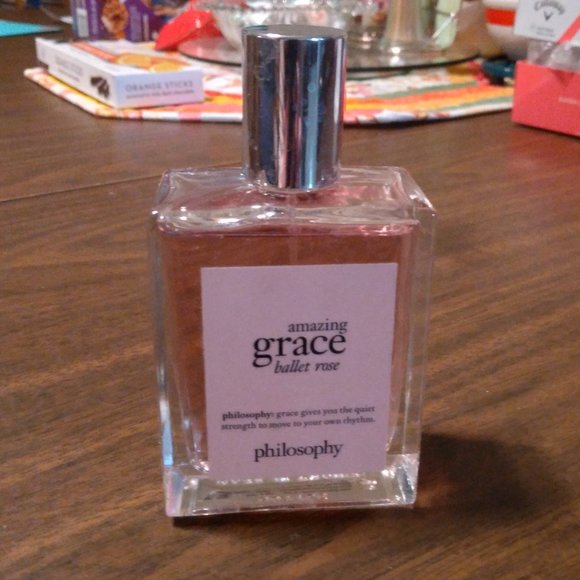 Callaway
ORANGE STICKS
amazing
grace
ballet rose
philosophy: grace gives you the quiet
strength to move to your own rhythm.
philosophy